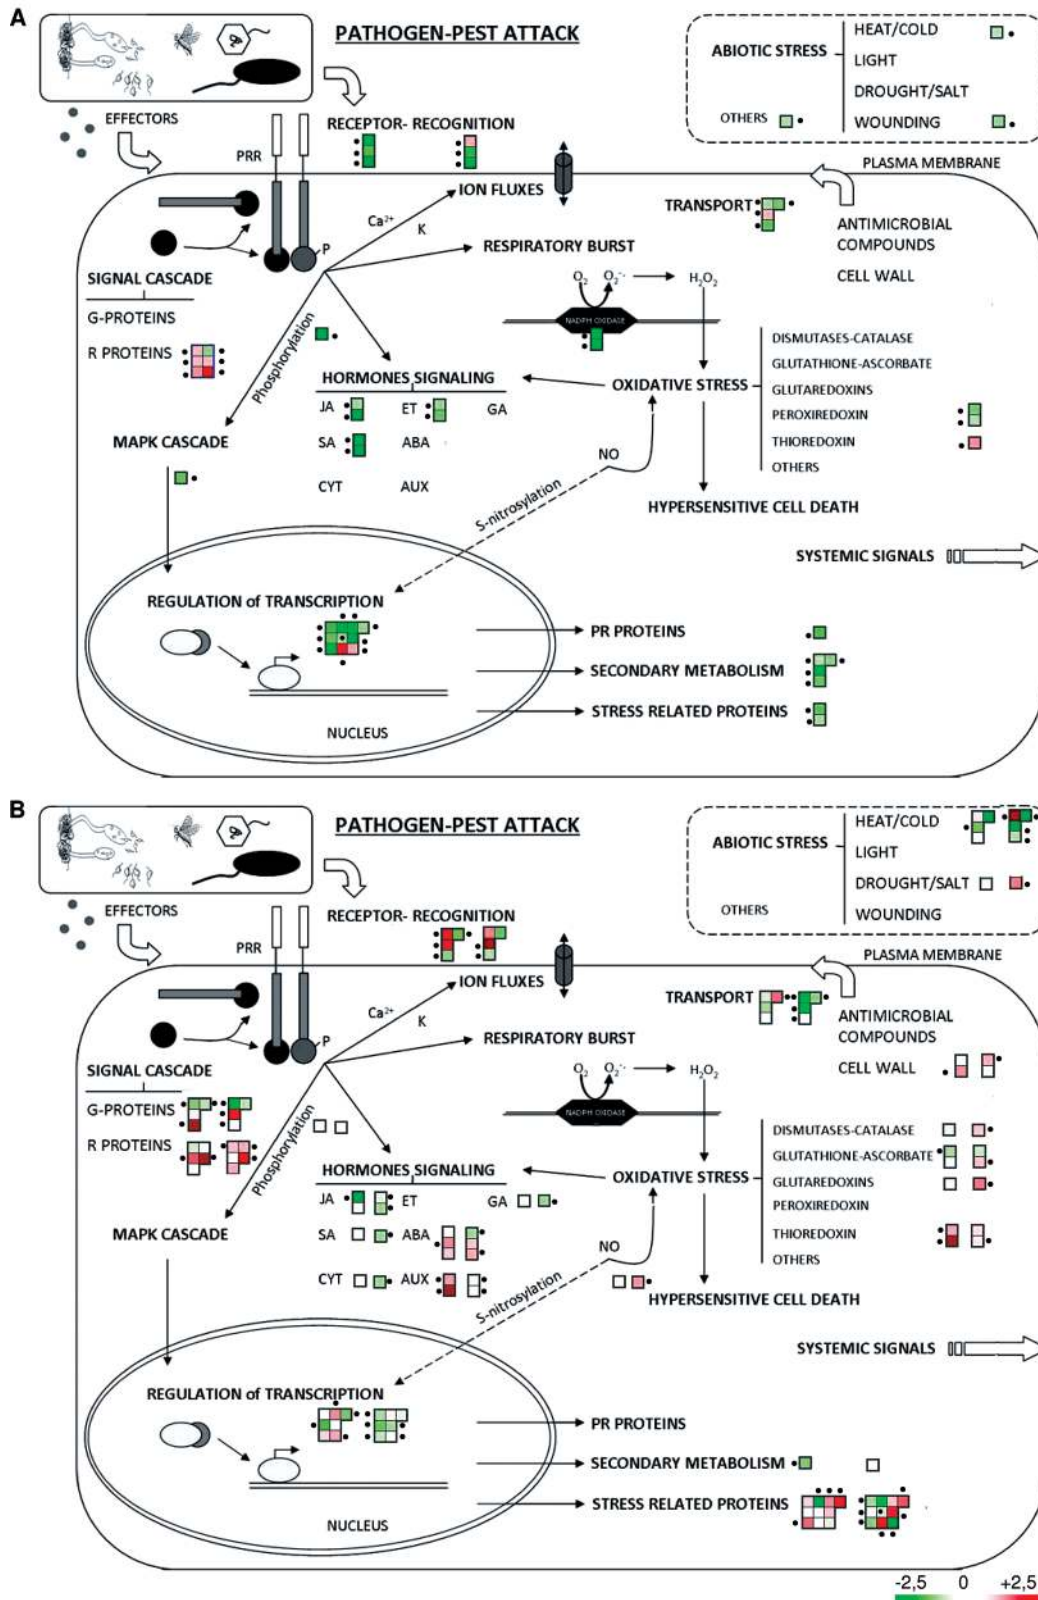 A
PATHOGEN-PEST ATTACK
ABIOTIC STRESS
HEAT/COLD
LIGHT
DROUGHT/SALT
OTHERS
WOUNDING
EFFECTORS
PRR
RECEPTOR- RECOGNITION
PLASMA MEMBRANE
ION FLUXES
TRANSPORT
Ca²⁺
K
ANTIMICROBIAL
COMPOUNDS
RESPIRATORY BURST
P
CELL WALL
SIGNAL CASCADE
G-PROTEINS
R PROTEINS
O₂
O₂⁻·
H₂O₂
NADPH OXIDASE
Phosphorylation
DISMUTASES-CATALASE
GLUTATHIONE-ASCORBATE
GLUTAREDOXINS
PEROXIREDOXIN
THIOREDOXIN
OTHERS
HORMONES SIGNALING
OXIDATIVE STRESS
JA
ET
GA
SA
ABA
CYT
AUX
MAPK CASCADE
NO
S-nitrosylation
HYPERSENSITIVE CELL DEATH
SYSTEMIC SIGNALS
REGULATION of TRANSCRIPTION
PR PROTEINS
SECONDARY METABOLISM
STRESS RELATED PROTEINS
NUCLEUS
B
PATHOGEN-PEST ATTACK
ABIOTIC STRESS
HEAT/COLD
LIGHT
DROUGHT/SALT
OTHERS
WOUNDING
EFFECTORS
PRR
RECEPTOR- RECOGNITION
PLASMA MEMBRANE
ION FLUXES
TRANSPORT
Ca²⁺
K
ANTIMICROBIAL
COMPOUNDS
RESPIRATORY BURST
P
CELL WALL
SIGNAL CASCADE
G-PROTEINS
R PROTEINS
O₂
O₂⁻·
H₂O₂
NADPH OXIDASE
Phosphorylation
DISMUTASES-CATALASE
GLUTATHIONE-ASCORBATE
GLUTAREDOXINS
PEROXIREDOXIN
THIOREDOXIN
OTHERS
HORMONES SIGNALING
OXIDATIVE STRESS
JA
ET
GA
SA
ABA
CYT
AUX
MAPK CASCADE
NO
S-nitrosylation
HYPERSENSITIVE CELL DEATH
SYSTEMIC SIGNALS
REGULATION of TRANSCRIPTION
PR PROTEINS
SECONDARY METABOLISM
STRESS RELATED PROTEINS
NUCLEUS
-2,5 0 +2,5